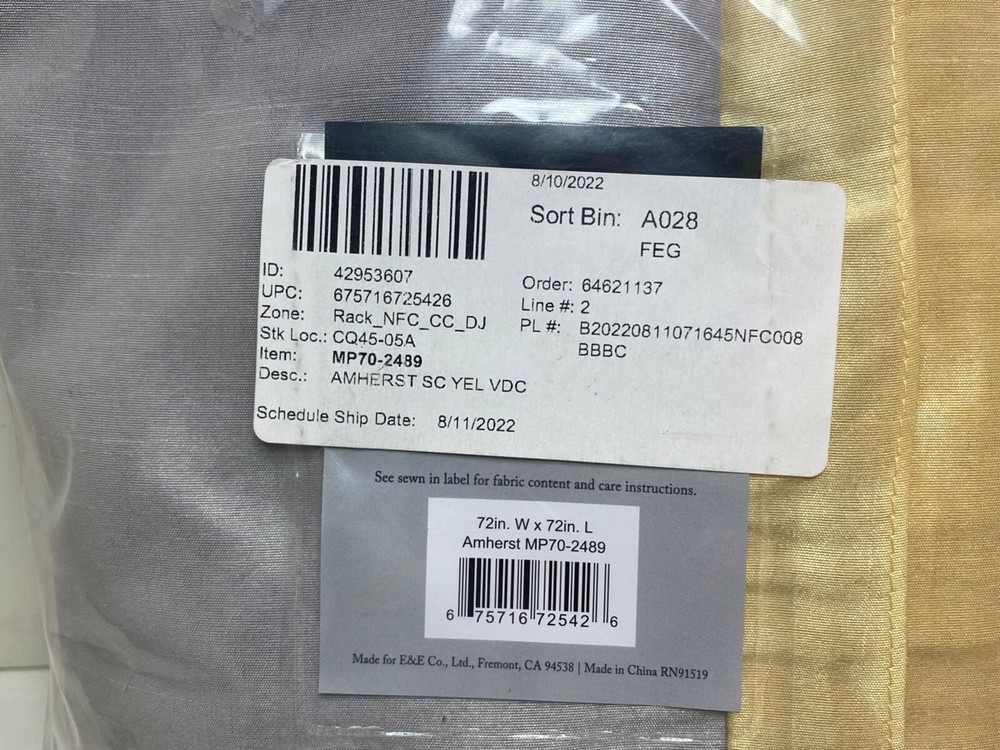 8/10/2022
Sort Bin: A028
FEG
ID: 42953607
UPC: 675716725426
Zone: Rack_NFC_CC_DJ
Stk Loc.: CQ45-05A
Item: MP70-2489
Desc.: AMHERST SC YEL VDC
Schedule Ship Date: 8/11/2022
Order: 64621137
Line #: 2
PL #: B20220811071645NFC008
BBBC
See sewn in label for fabric content and care instructions.
72in. W x 72in. L
Amherst MP70-2489
6 75716 72542 6
Made for E&E Co., Ltd., Fremont, CA 94538 | Made in China RN91519